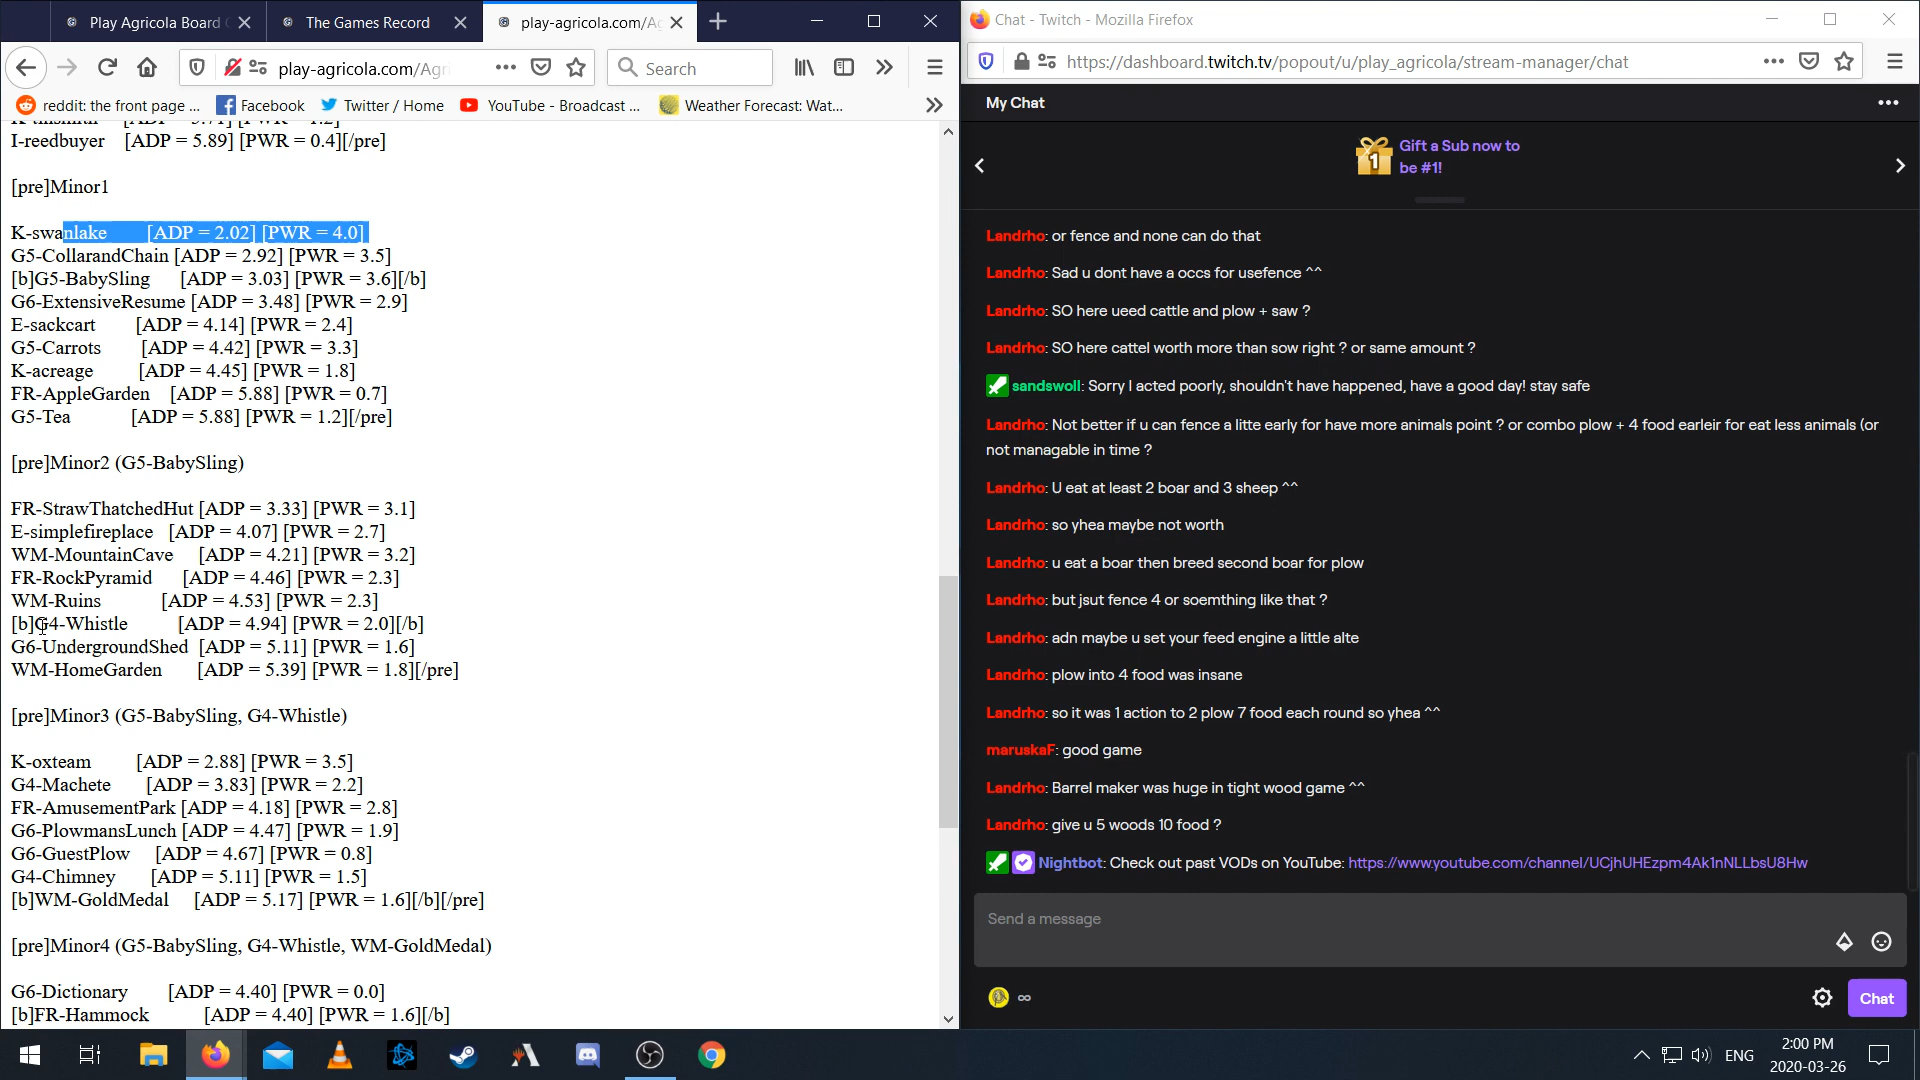 Play Agricola Board
The Games Record
play-agricola.com/Ag
play-agricola.com/Agri
Search
reddit: the front page ...
Facebook
Twitter / Home
YouTube - Broadcast ...
Weather Forecast: Wat...
I-reedbuyer [ADP = 5.89] [PWR = 0.4][/pre]
[pre]Minor1
K-swanlake [ADP = 2.02] [PWR = 4.0]
G5-CollarandChain [ADP = 2.92] [PWR = 3.5]
[b]G5-BabySling [ADP = 3.03] [PWR = 3.6][/b]
G6-ExtensiveResume [ADP = 3.48] [PWR = 2.9]
E-sackcart [ADP = 4.14] [PWR = 2.4]
G5-Carrots [ADP = 4.42] [PWR = 3.3]
K-acreage [ADP = 4.45] [PWR = 1.8]
FR-AppleGarden [ADP = 5.88] [PWR = 0.7]
G5-Tea [ADP = 5.88] [PWR = 1.2][/pre]
[pre]Minor2 (G5-BabySling)
FR-StrawThatchedHut [ADP = 3.33] [PWR = 3.1]
E-simplefireplace [ADP = 4.07] [PWR = 2.7]
WM-MountainCave [ADP = 4.21] [PWR = 3.2]
FR-RockPyramid [ADP = 4.46] [PWR = 2.3]
WM-Ruins [ADP = 4.53] [PWR = 2.3]
[b]G4-Whistle [ADP = 4.94] [PWR = 2.0][/b]
G6-UndergroundShed [ADP = 5.11] [PWR = 1.6]
WM-HomeGarden [ADP = 5.39] [PWR = 1.8][/pre]
[pre]Minor3 (G5-BabySling, G4-Whistle)
K-oxteam [ADP = 2.88] [PWR = 3.5]
G4-Machete [ADP = 3.83] [PWR = 2.2]
FR-AmusementPark [ADP = 4.18] [PWR = 2.8]
G6-PlowmansLunch [ADP = 4.47] [PWR = 1.9]
G6-GuestPlow [ADP = 4.67] [PWR = 0.8]
G4-Chimney [ADP = 5.11] [PWR = 1.5]
[b]WM-GoldMedal [ADP = 5.17] [PWR = 1.6][/b][/pre]
[pre]Minor4 (G5-BabySling, G4-Whistle, WM-GoldMedal)
G6-Dictionary [ADP = 4.40] [PWR = 0.0]
[b]FR-Hammock [ADP = 4.40] [PWR = 1.6][/b]
Chat - Twitch - Mozilla Firefox
https://dashboard.twitch.tv/popout/u/play_agricola/stream-manager/chat
My Chat
1
Gift a Sub now to
be #1!
Landrho: or fence and none can do that
Landrho: Sad u dont have a occs for usefence ^^
Landrho: SO here ueed cattle and plow + saw ?
Landrho: SO here cattel worth more than sow right ? or same amount ?
sandswoll: Sorry I acted poorly, shouldn't have happened, have a good day! stay safe
Landrho: Not better if u can fence a litte early for have more animals point ? or combo plow + 4 food earleir for eat less animals (or
not managable in time ?
Landrho: U eat at least 2 boar and 3 sheep ^^
Landrho: so yhea maybe not worth
Landrho: u eat a boar then breed second boar for plow
Landrho: but jsut fence 4 or soemthing like that ?
Landrho: adn maybe u set your feed engine a little alte
Landrho: plow into 4 food was insane
Landrho: so it was 1 action to 2 plow 7 food each round so yhea ^^
maruskaF: good game
Landrho: Barrel maker was huge in tight wood game ^^
Landrho: give u 5 woods 10 food ?
Nightbot: Check out past VODs on YouTube: https://www.youtube.com/channel/UCjhUHEzpm4Ak1nNLLbsU8Hw
Send a message
∞
Chat
ENG
2:00 PM
2020-03-26